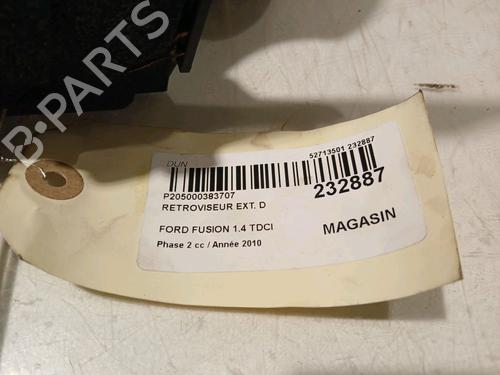 B-PARTS
DUN
52713501 232887
P205000383707
232887
RETROVISEUR EXT. D
FORD FUSION 1.4 TDCI
MAGASIN
Phase 2 cc / Année 2010